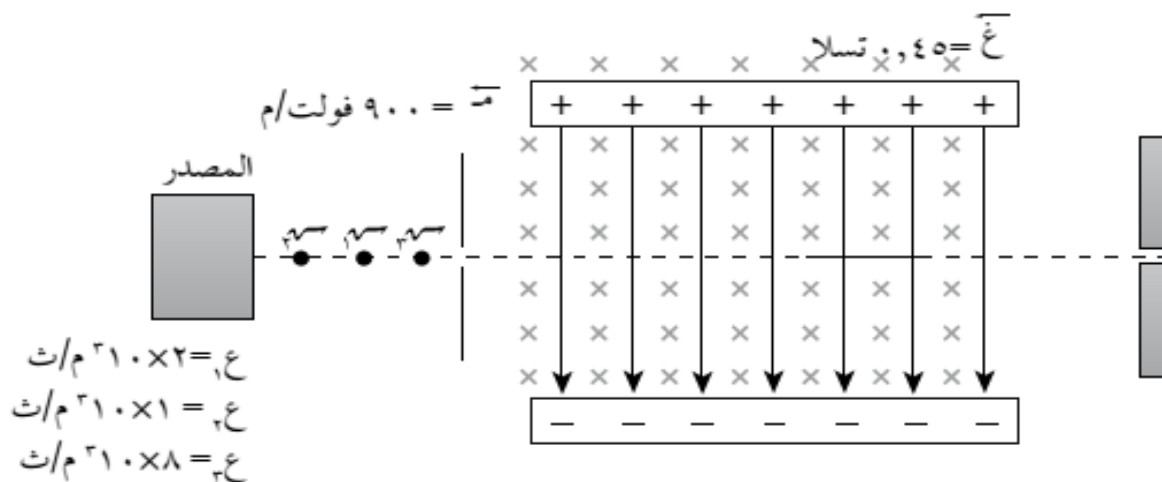 غ = ٠,٤٥ تسلا
مـ = ٩٠٠ فولت/م
+ + + + + + +
المصدر
س٢ س١ س٣
ع١ = ٢×١٠^٣ م/ث
ع٢ = ١×١٠^٣ م/ث
ع٣ = ٨×١٠^٣ م/ث
− − − − − − −